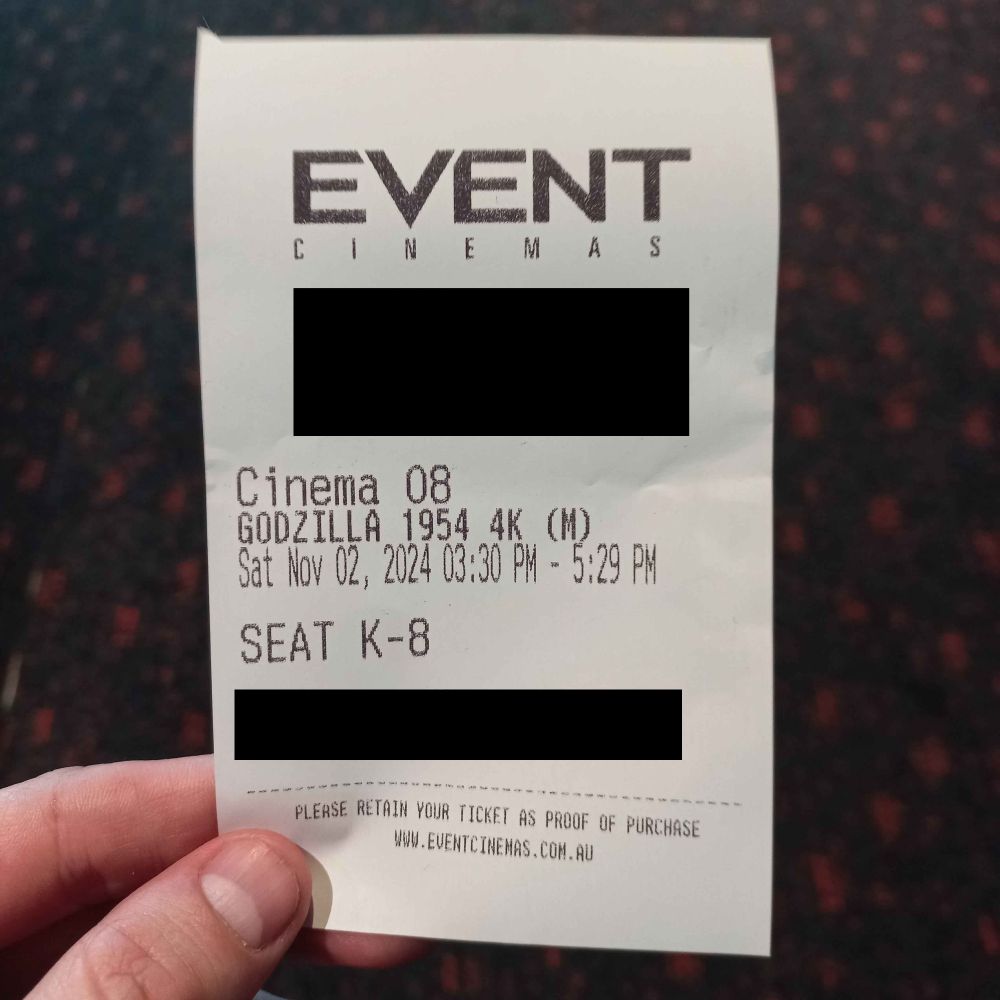 EVENT
CINEMAS
Cinema 08
GODZILLA 1954 4K (M)
Sat Nov 02, 2024 03:30 PM - 5:29 PM
SEAT K-8
PLEASE RETAIN YOUR TICKET AS PROOF OF PURCHASE
WWW.EVENTCINEMAS.COM.AU